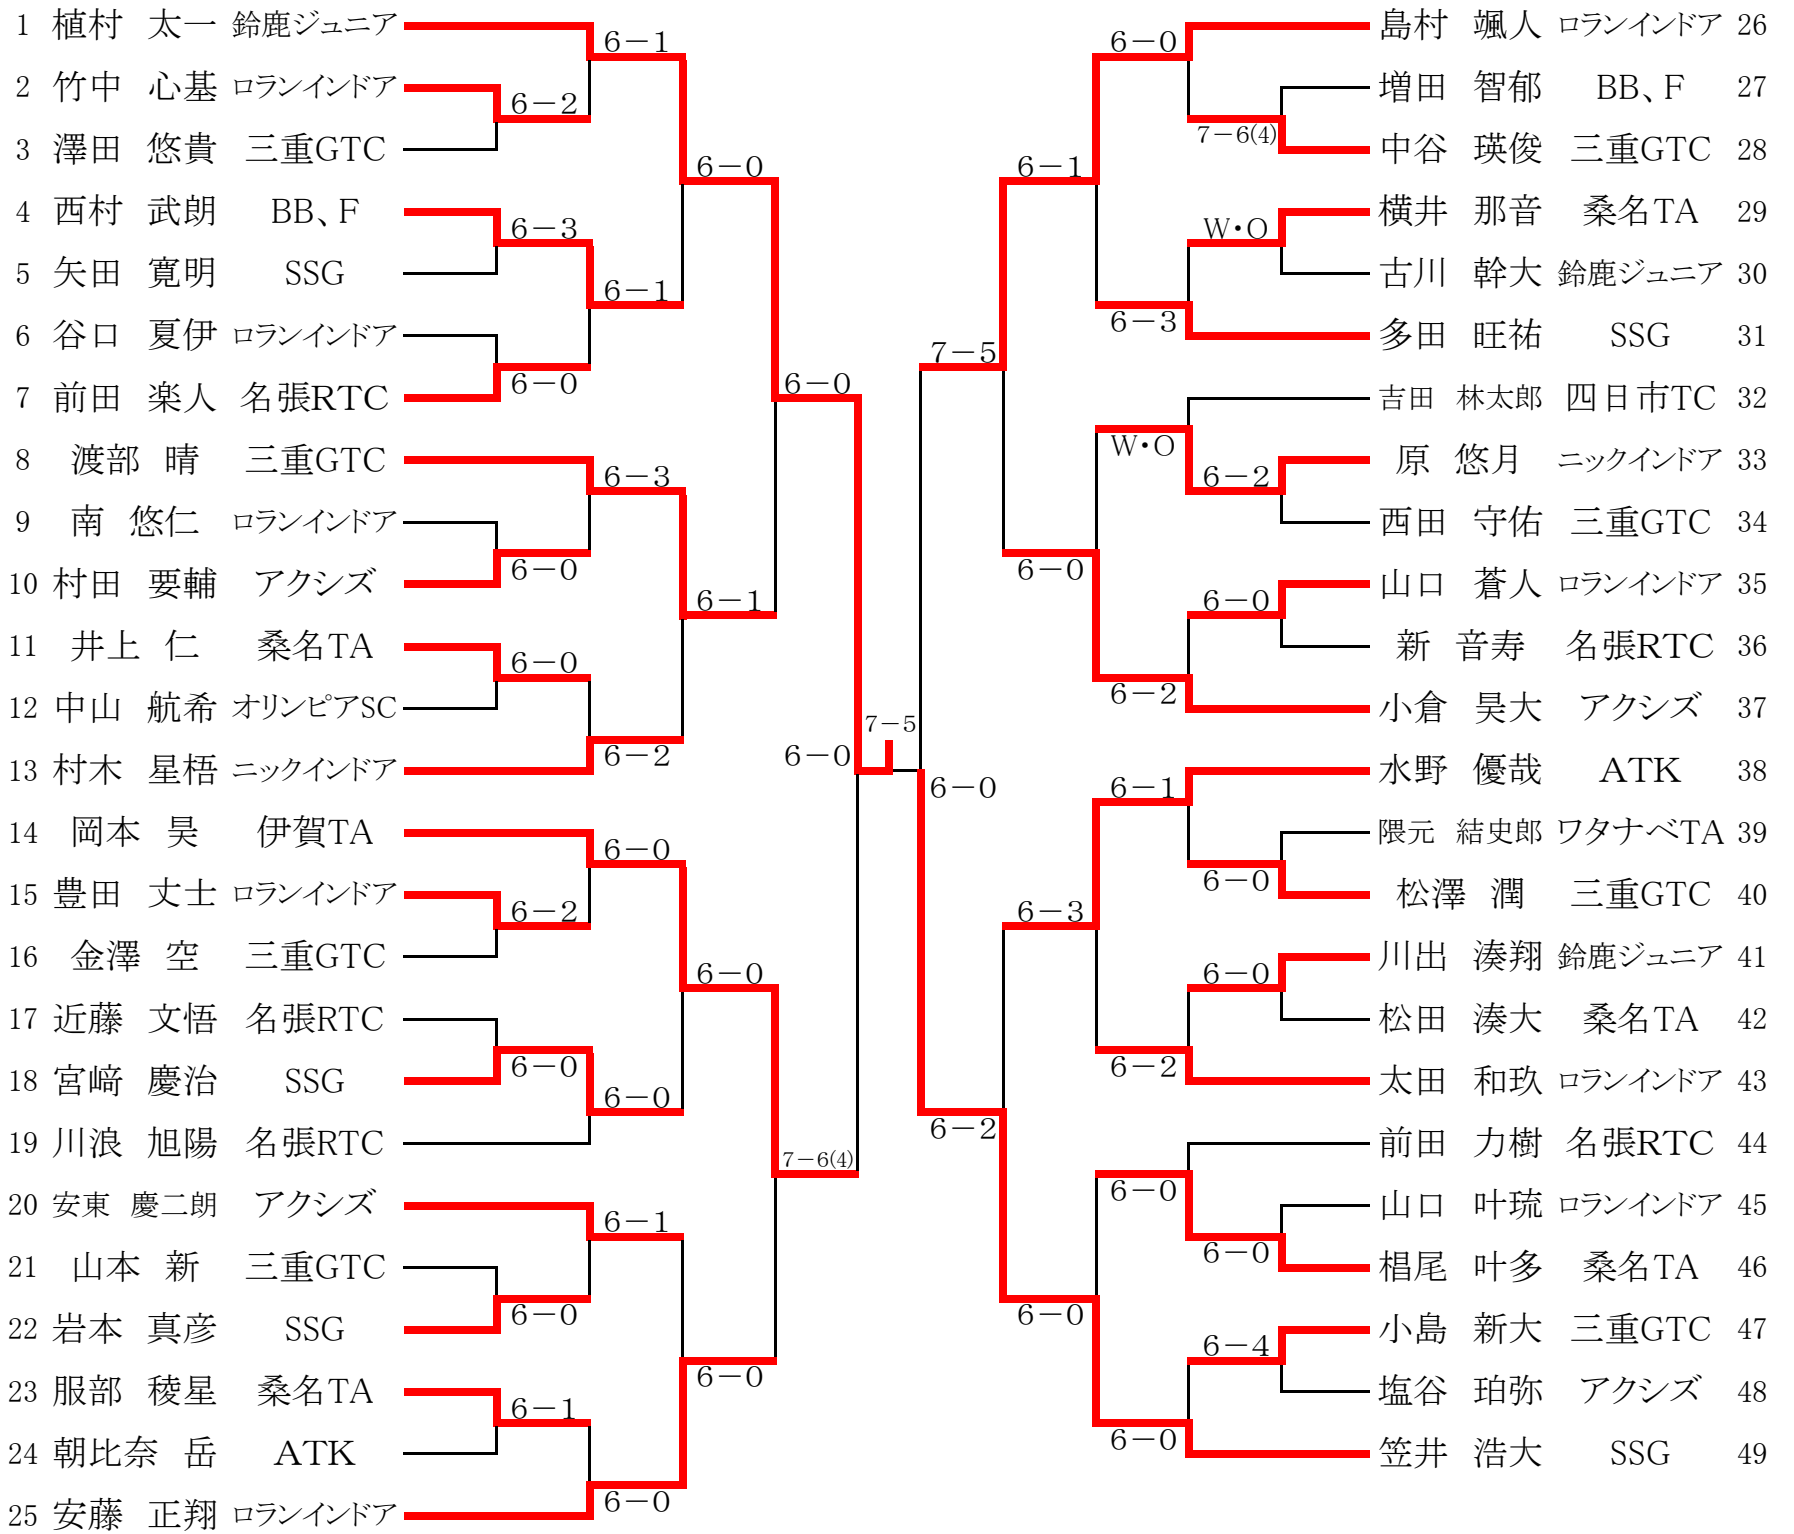 1 植村 太一 鈴鹿ジュニア
2 竹中 心基 ロランインドア
3 澤田 悠貴 三重GTC
4 西村 武朗 BB、F
5 矢田 寛明 SSG
6 谷口 夏伊 ロランインドア
7 前田 楽人 名張RTC
8 渡部 晴 三重GTC
9 南 悠仁 ロランインドア
10 村田 要輔 アクシズ
11 井上 仁 桑名TA
12 中山 航希 オリンピアSC
13 村木 星梧 ニックインドア
14 岡本 昊 伊賀TA
15 豊田 丈士 ロランインドア
16 金澤 空 三重GTC
17 近藤 文悟 名張RTC
18 宮﨑 慶治 SSG
19 川浪 旭陽 名張RTC
20 安東 慶二朗 アクシズ
21 山本 新 三重GTC
22 岩本 真彦 SSG
23 服部 稜星 桑名TA
24 朝比奈 岳 ATK
25 安藤 正翔 ロランインドア
6-2
6-3
6-0
6-0
6-0
6-2
6-0
6-0
6-1
6-1
6-1
6-3
6-2
6-0
6-0
6-1
6-0
6-0
6-1
6-0
6-0
6-0
7-6(4)
6-0
7-5
6-0
7-5
6-2
6-1
6-0
6-3
6-0
6-0
6-3
W・O
6-2
6-1
6-2
6-0
6-0
7-6(4)
W・O
6-2
6-0
6-0
6-0
6-0
6-4
島村 颯人 ロランインドア 26
増田 智郁 BB、F 27
中谷 瑛俊 三重GTC 28
横井 那音 桑名TA 29
古川 幹大 鈴鹿ジュニア 30
多田 旺祐 SSG 31
吉田 林太郎 四日市TC 32
原 悠月 ニックインドア 33
西田 守佑 三重GTC 34
山口 蒼人 ロランインドア 35
新 音寿 名張RTC 36
小倉 昊大 アクシズ 37
水野 優哉 ATK 38
隈元 結史郎 ワタナベTA 39
松澤 潤 三重GTC 40
川出 湊翔 鈴鹿ジュニア 41
松田 湊大 桑名TA 42
太田 和玖 ロランインドア 43
前田 力樹 名張RTC 44
山口 叶琉 ロランインドア 45
椙尾 叶多 桑名TA 46
小島 新大 三重GTC 47
塩谷 珀弥 アクシズ 48
笠井 浩大 SSG 49